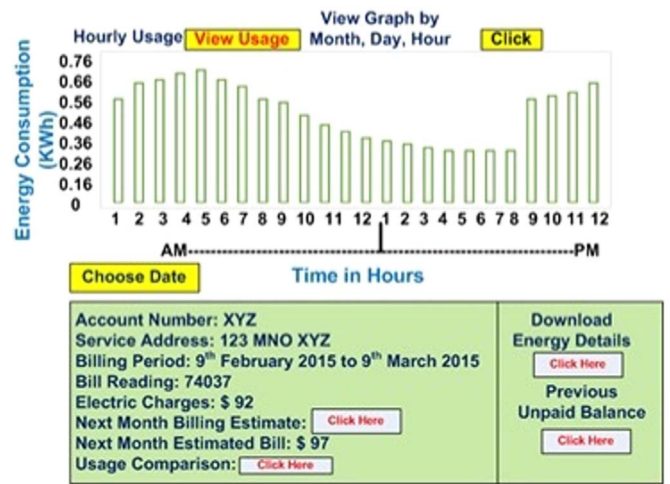 View Graph by
Hourly Usage View Usage Month, Day, Hour Click
Energy Consumption
(KWh)
0.76
0.66
0.56
0.46
0.36
0.26
0.16
0
1 2 3 4 5 6 7 8 9 10 11 12 1 2 3 4 5 6 7 8 9 10 11 12
AM PM
Choose Date Time in Hours
Account Number: XYZ
Service Address: 123 MNO XYZ
Billing Period: 9th February 2015 to 9th March 2015
Bill Reading: 74037
Electric Charges: $ 92
Next Month Billing Estimate: Click Here
Next Month Estimated Bill: $ 97
Usage Comparison: Click Here
Download
Energy Details
Click Here
Previous
Unpaid Balance
Click Here